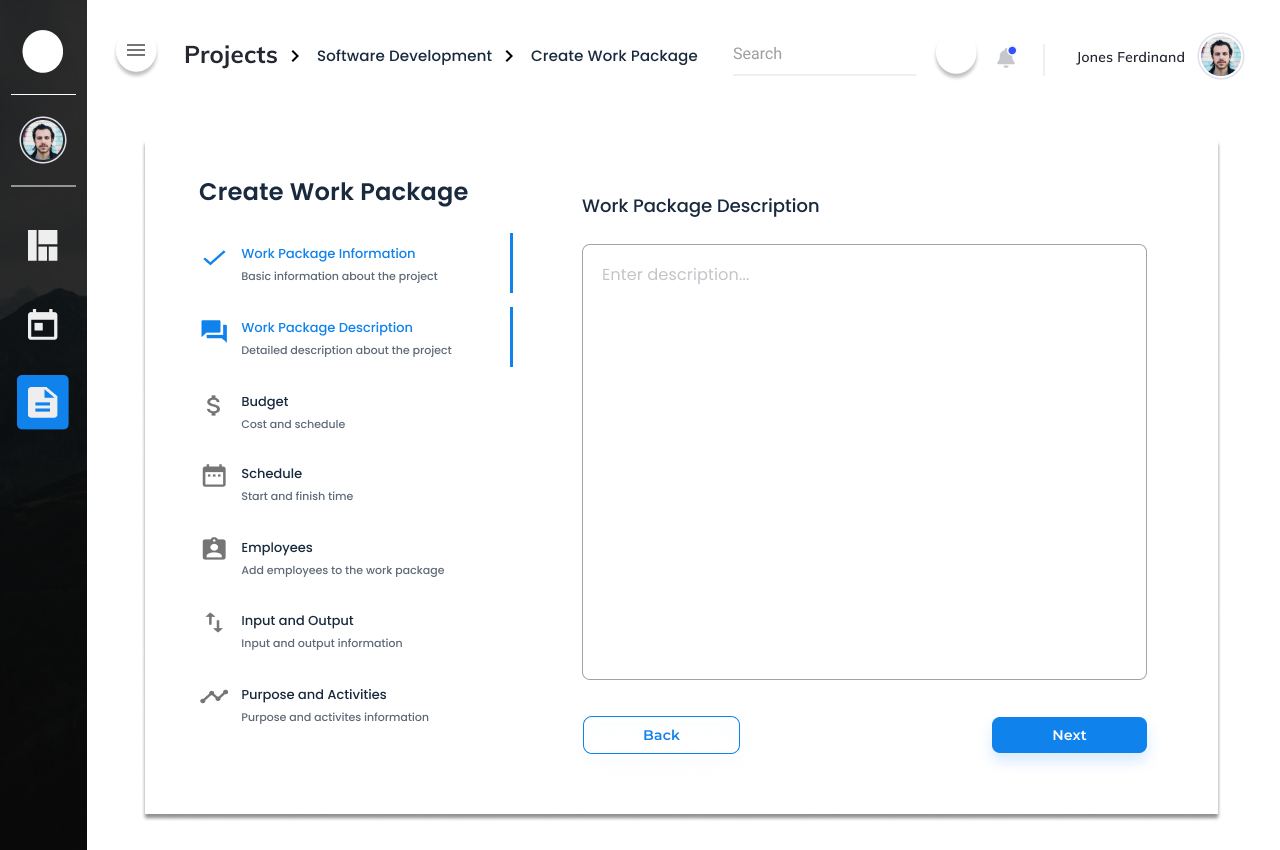 Projects > Software Development > Create Work Package
Search
Jones Ferdinand
Create Work Package
Work Package Information
Basic information about the project
Work Package Description
Detailed description about the project
Budget
Cost and schedule
Schedule
Start and finish time
Employees
Add employees to the work package
Input and Output
Input and output information
Purpose and Activities
Purpose and activites information
Work Package Description
Enter description...
Back
Next